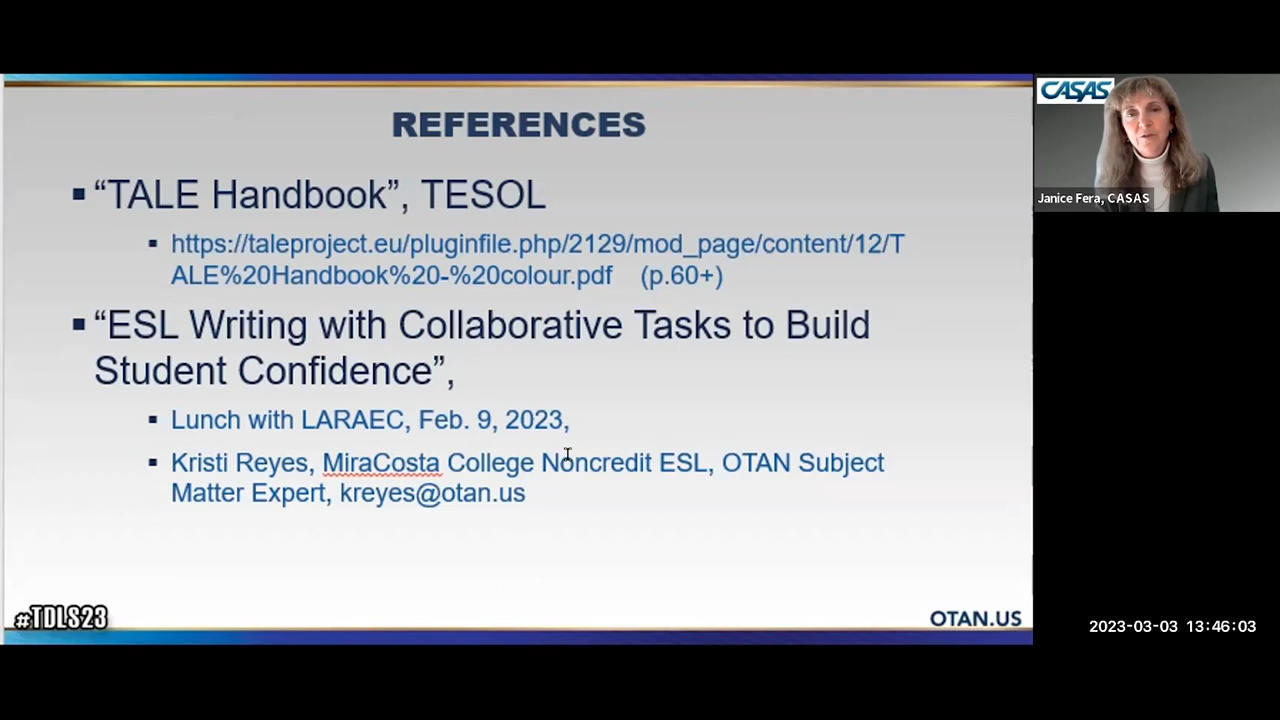 REFERENCES
“TALE Handbook”, TESOL
https://taleproject.eu/pluginfile.php/2129/mod_page/content/12/T
ALE%20Handbook%20-%20colour.pdf (p.60+)
“ESL Writing with Collaborative Tasks to Build
Student Confidence”,
Lunch with LARAEC, Feb. 9, 2023,
Kristi Reyes, MiraCosta College Noncredit ESL, OTAN Subject
Matter Expert, kreyes@otan.us
#TDLS23
OTAN.US
CASAS
Janice Fera, CASAS
2023-03-03 13:46:03